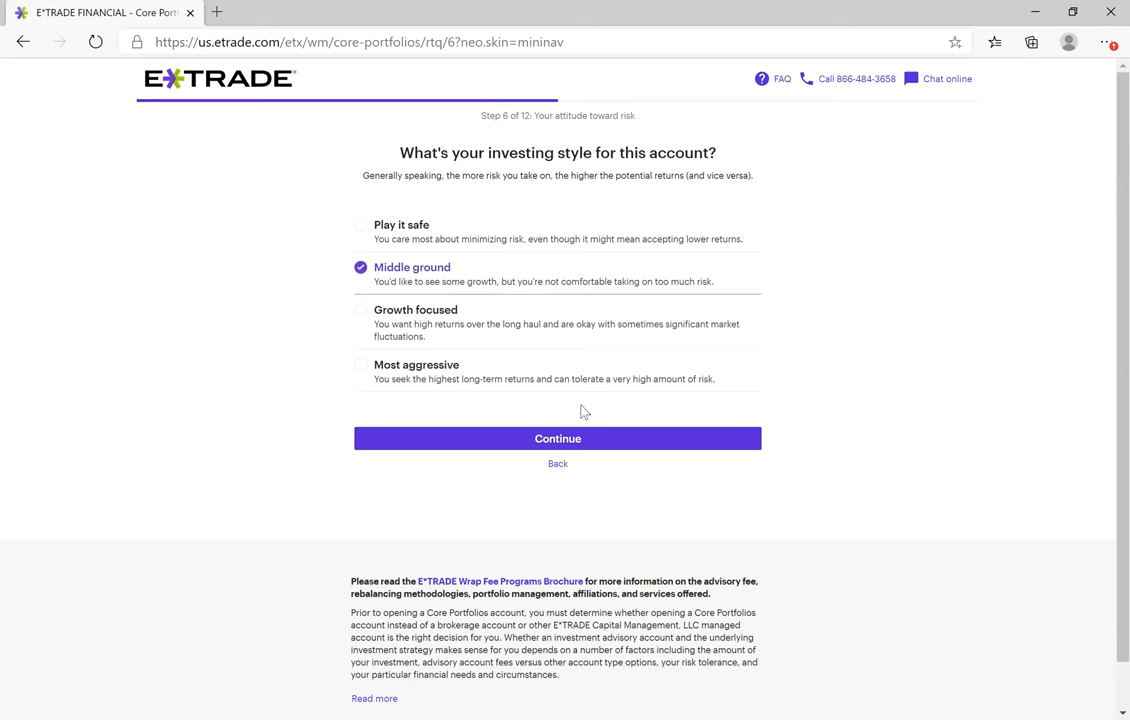 E*TRADE FINANCIAL - Core Port
https://us.etrade.com/etx/wm/core-portfolios/rtq/6?neo.skin=mininav
E*TRADE®
FAQ
Call 866-484-3658
Chat online
Step 6 of 12: Your attitude toward risk
What's your investing style for this account?
Generally speaking, the more risk you take on, the higher the potential returns (and vice versa).
Play it safe
You care most about minimizing risk, even though it might mean accepting lower returns.
Middle ground
You'd like to see some growth, but you're not comfortable taking on too much risk.
Growth focused
You want high returns over the long haul and are okay with sometimes significant market
fluctuations.
Most aggressive
You seek the highest long-term returns and can tolerate a very high amount of risk.
Continue
Back
Please read the E*TRADE Wrap Fee Programs Brochure for more information on the advisory fee,
rebalancing methodologies, portfolio management, affiliations, and services offered.
Prior to opening a Core Portfolios account, you must determine whether opening a Core Portfolios
account instead of a brokerage account or other E*TRADE Capital Management, LLC managed
account is the right decision for you. Whether an investment advisory account and the underlying
investment strategy makes sense for you depends on a number of factors including the amount of
your investment, advisory account fees versus other account type options, your risk tolerance, and
your particular financial needs and circumstances.
Read more